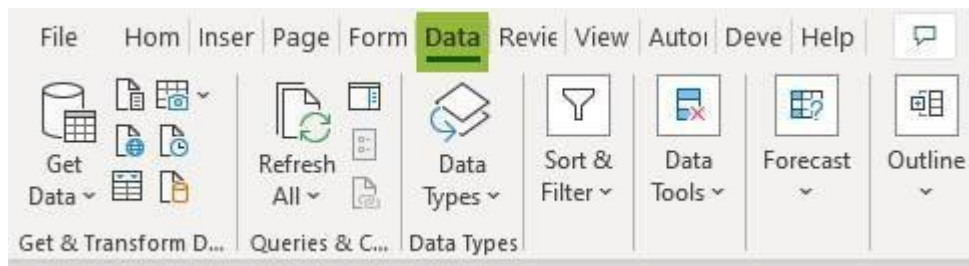 File Hom Inser Page Form Data Revie View Autor Deve Help
Get Data
Refresh All
Data Types
Sort & Filter
Data Tools
Forecast
Outline
Get & Transform D... Queries & C... Data Types